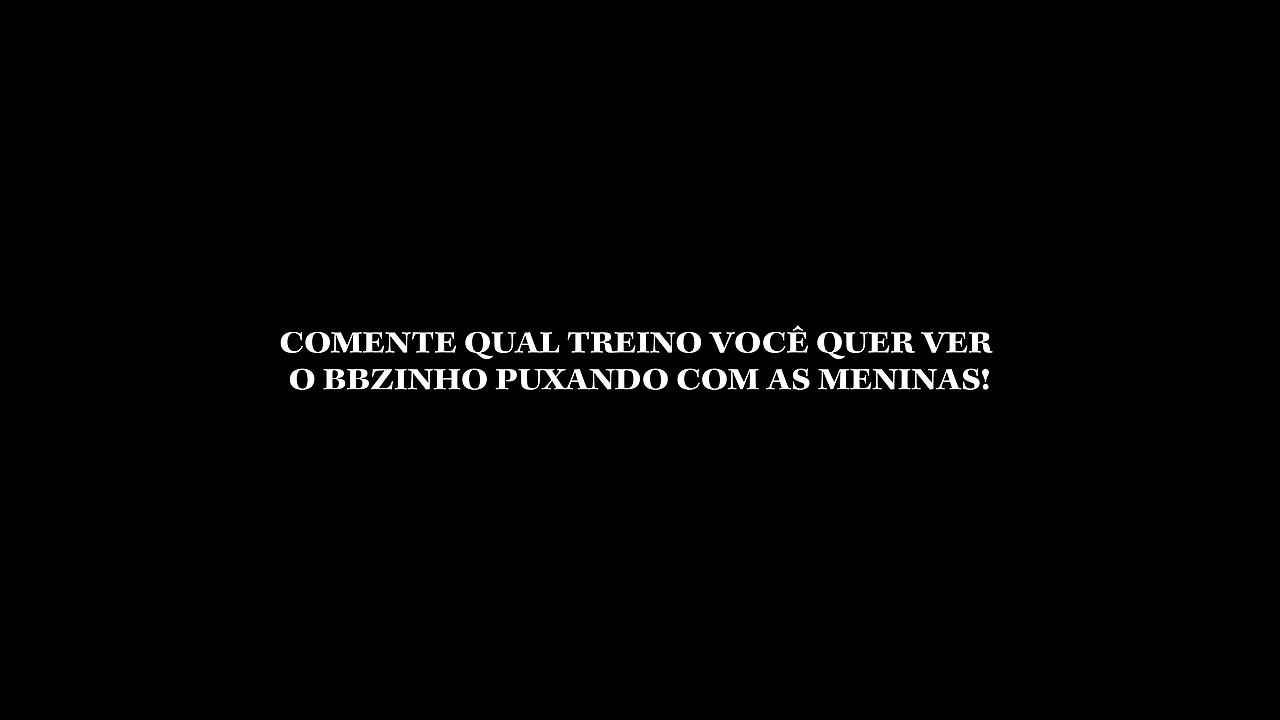 COMENTE QUAL TREINO VOCÊ QUER VER
O BBZINHO PUXANDO COM AS MENINAS!